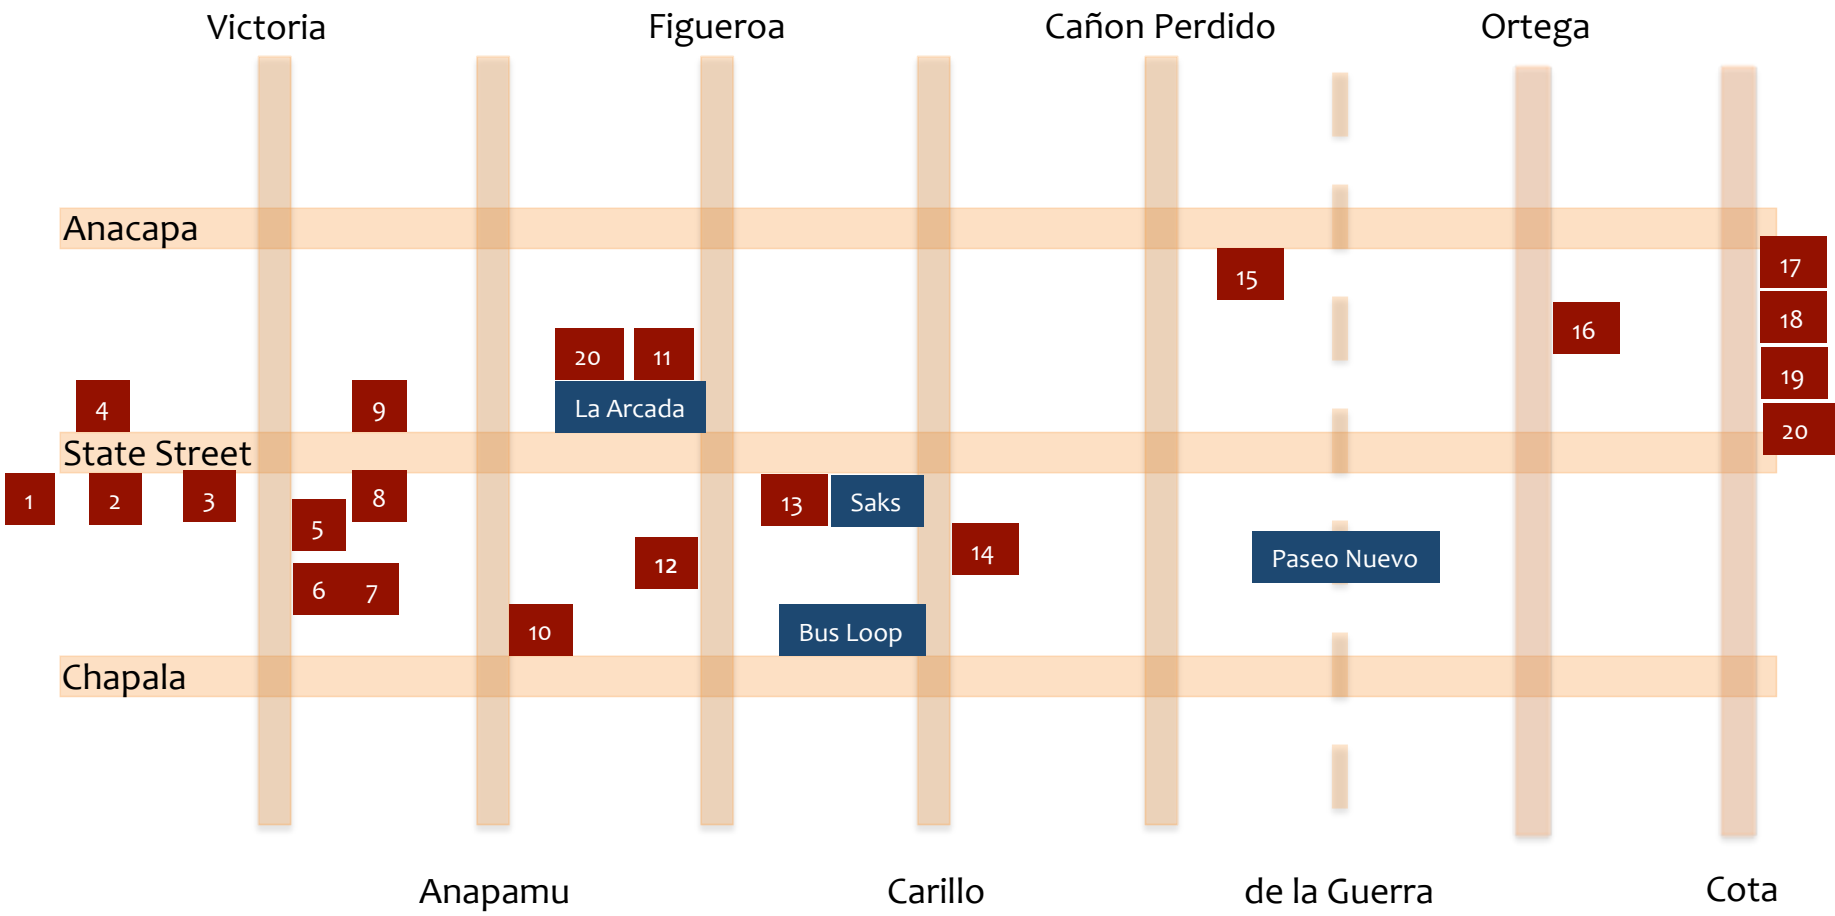 Victoria
Figueroa
Cañon Perdido
Ortega
Anacapa
17
15
18
16
20
11
19
4
9
La Arcada
20
State Street
1
2
3
8
13
Saks
5
14
12
Paseo Nuevo
6
7
10
Bus Loop
Chapala
Anapamu
Carillo
de la Guerra
Cota